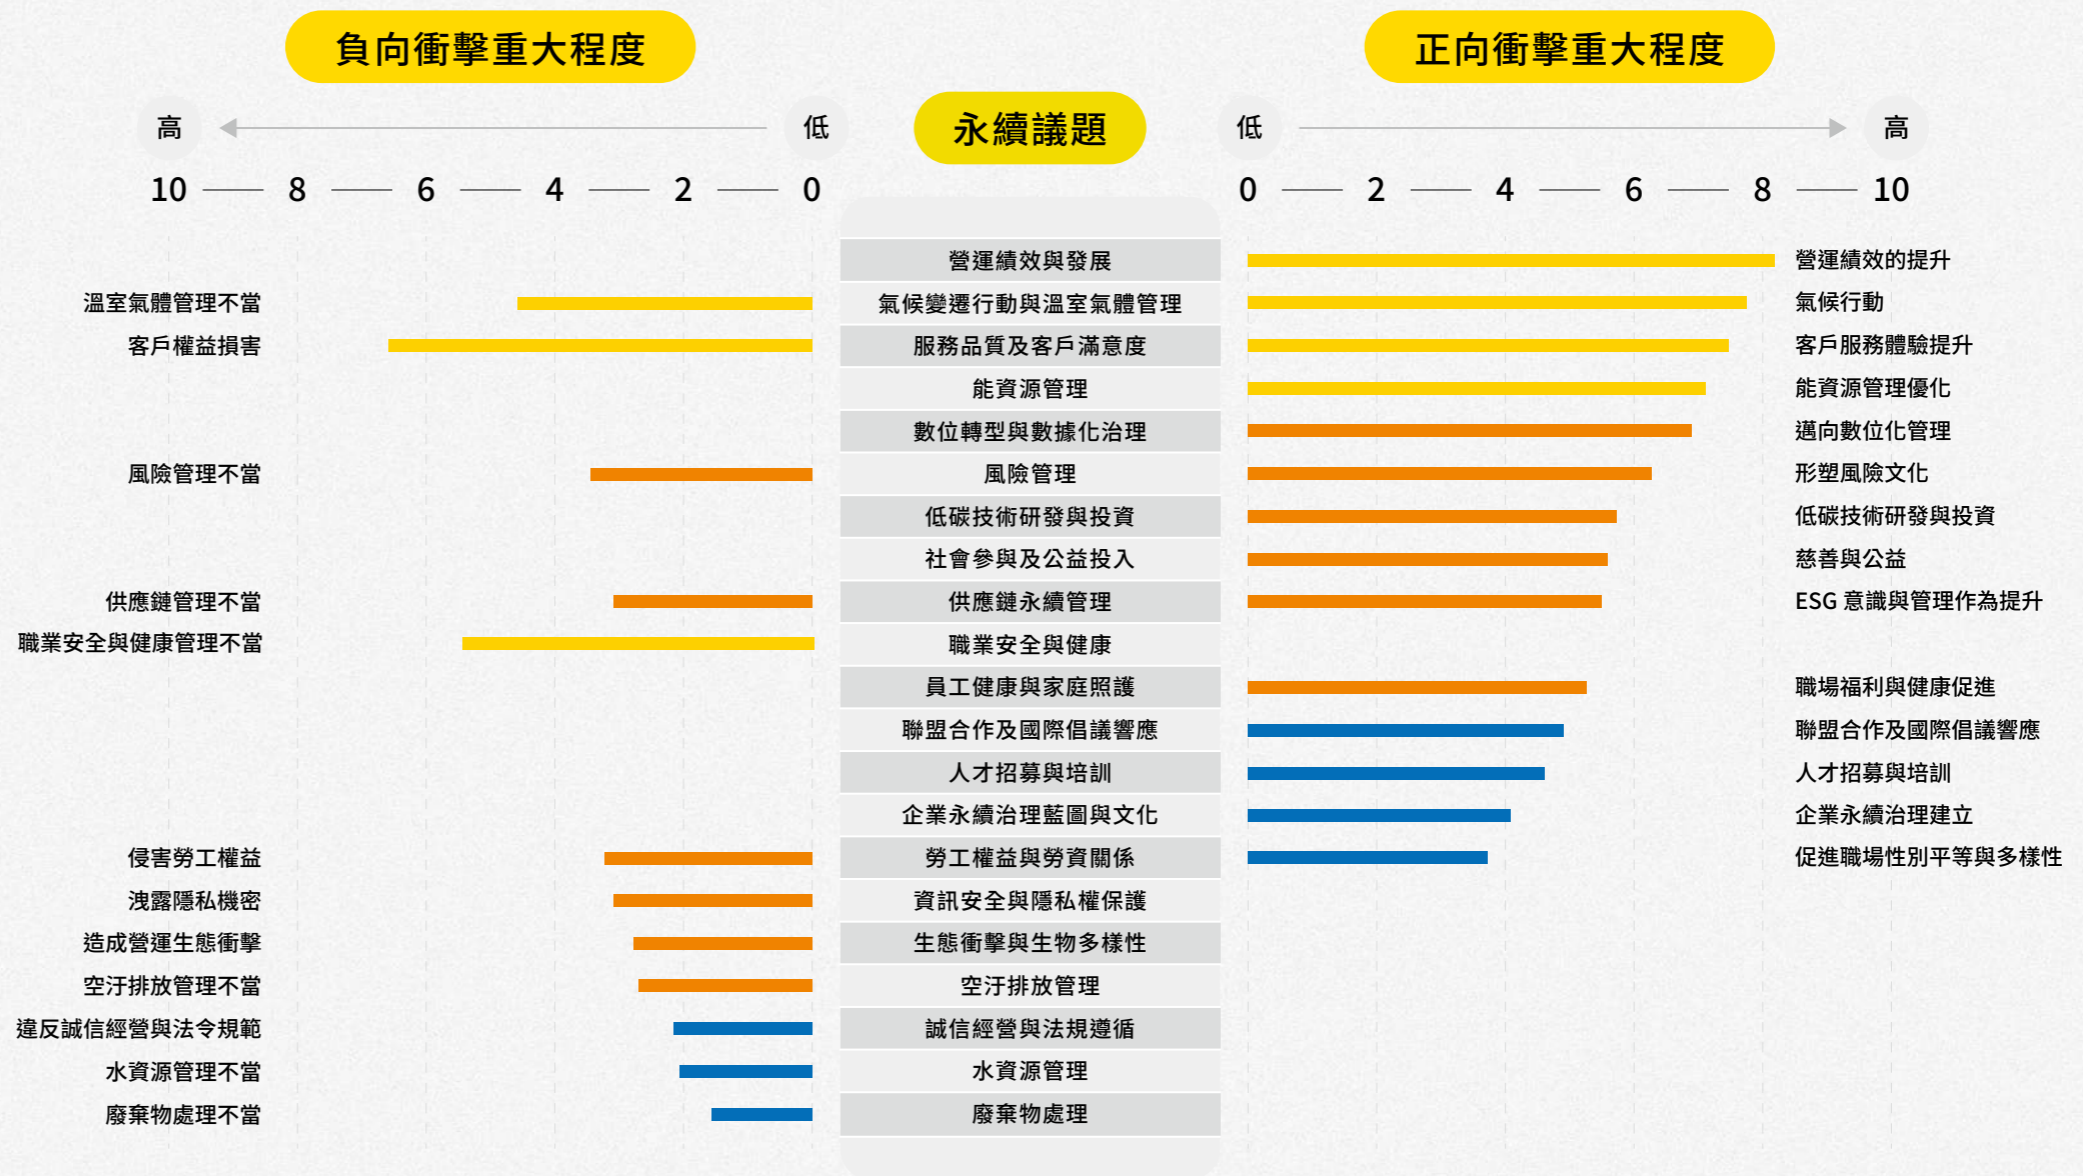 負向衝擊重大程度
正向衝擊重大程度
高
低
永續議題
低
高
10 8 6 4 2 0
0 2 4 6 8 10
營運績效與發展 營運績效的提升
溫室氣體管理不當 氣候變遷行動與溫室氣體管理 氣候行動
客戶權益損害 服務品質及客戶滿意度 客戶服務體驗提升
能資源管理 能資源管理優化
數位轉型與數據化治理 邁向數位化管理
風險管理不當 風險管理 形塑風險文化
低碳技術研發與投資 低碳技術研發與投資
社會參與及公益投入 慈善與公益
供應鏈管理不當 供應鏈永續管理 ESG 意識與管理作為提升
職業安全與健康管理不當 職業安全與健康
員工健康與家庭照護 職場福利與健康促進
聯盟合作及國際倡議響應 聯盟合作及國際倡議響應
人才招募與培訓 人才招募與培訓
企業永續治理藍圖與文化 企業永續治理建立
侵害勞工權益 勞工權益與勞資關係 促進職場性別平等與多樣性
洩露隱私機密 資訊安全與隱私權保護
造成營運生態衝擊 生態衝擊與生物多樣性
空汙排放管理不當 空汙排放管理
違反誠信經營與法令規範 誠信經營與法規遵循
水資源管理不當 水資源管理
廢棄物處理不當 廢棄物處理